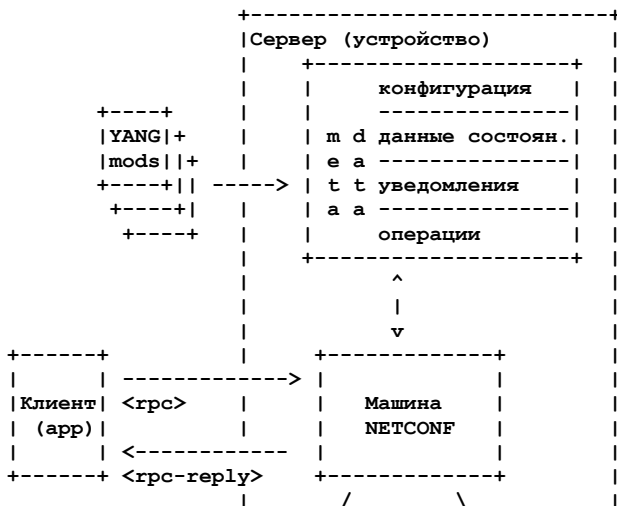 Сервер (устройство)
конфигурация
YANG
m d данные состоян.
mods
e a
t t уведомления
a a
операции
Клиент <rpc> Машина
(app) NETCONF
<rpc-reply>